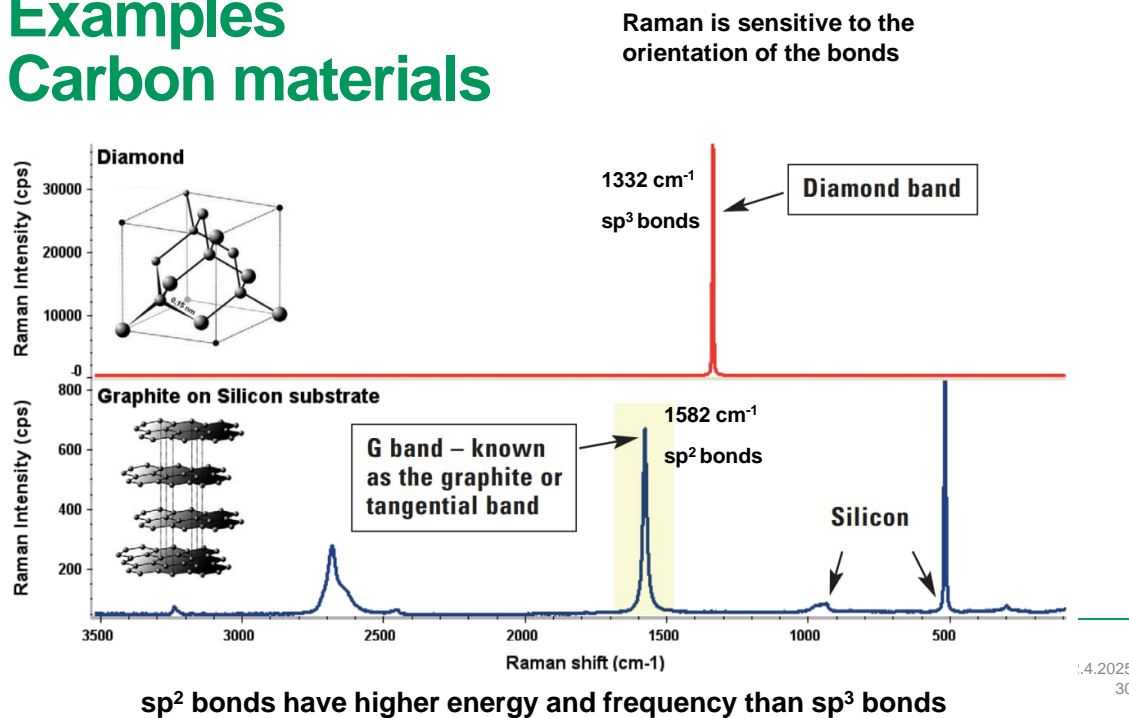 Examples
Carbon materials
Raman is sensitive to the
orientation of the bonds
Diamond
Raman Intensity (cps)
30000
20000
10000
0
0,15 nm
1332 cm⁻¹
sp³ bonds
Diamond band
Graphite on Silicon substrate
Raman Intensity (cps)
800
600
400
200
G band – known
as the graphite or
tangential band
1582 cm⁻¹
sp² bonds
Silicon
3500 3000 2500 2000 1500 1000 500
Raman shift (cm-1)
.4.2025
30
sp² bonds have higher energy and frequency than sp³ bonds